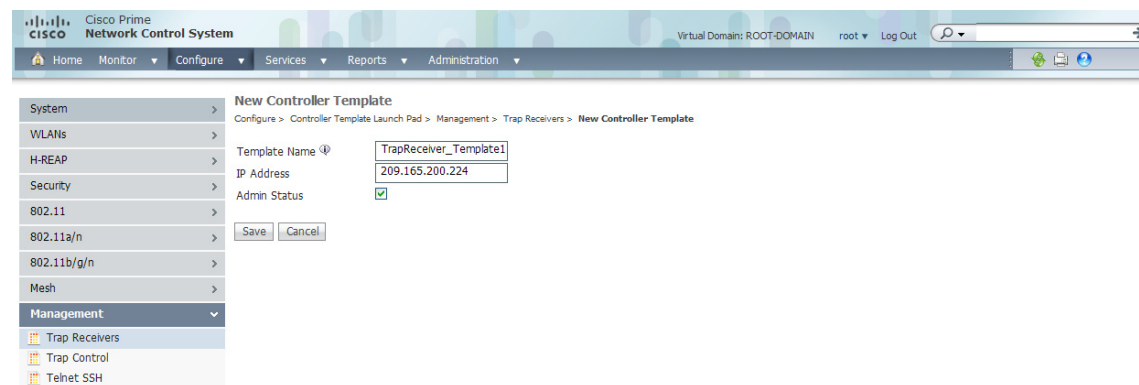 Cisco Prime
CISCO Network Control System
Virtual Domain: ROOT-DOMAIN root Log Out
Home Monitor Configure Services Reports Administration
System
WLANs
H-REAP
Security
802.11
802.11a/n
802.11b/g/n
Mesh
Management
Trap Receivers
Trap Control
Telnet SSH
New Controller Template
Configure > Controller Template Launch Pad > Management > Trap Receivers > New Controller Template
Template Name TrapReceiver_Template1
IP Address 209.165.200.224
Admin Status
Save Cancel